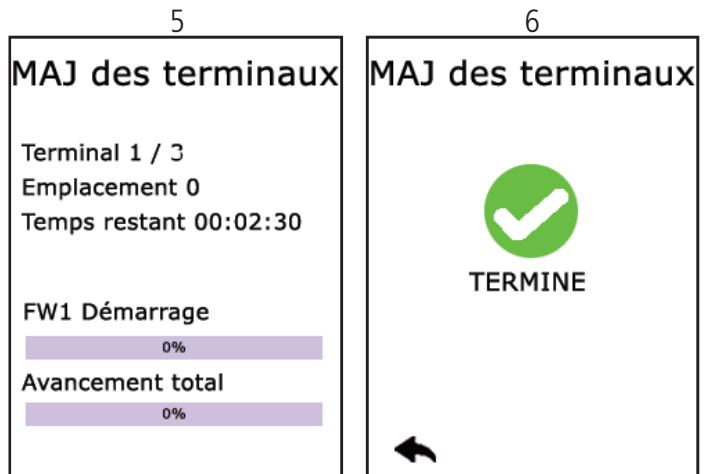 5
MAJ des terminaux
Terminal 1 / 3
Emplacement 0
Temps restant 00:02:30
FW1 Démarrage
0%
Avancement total
0%
6
MAJ des terminaux
TERMINE